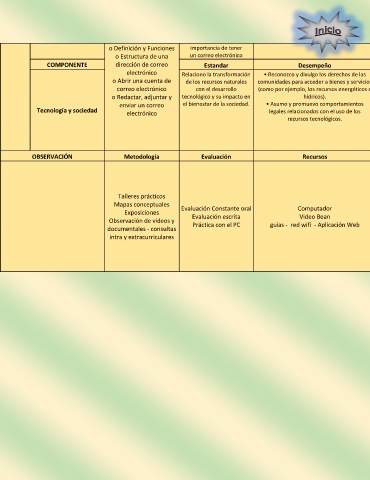 Inicio
o Definición y Funciones
o Estructura de una
dirección de correo
electrónico
o Abrir una cuenta de
correo electrónico
o Redactar, adjuntar y
enviar un correo
electrónico
importancia de tener
un correo electrónico
COMPONENTE
Estandar
Desempeño
Tecnología y sociedad
Relaciono la transformación
de los recursos naturales
con el desarrollo
tecnológico y su impacto en
el bienestar de la sociedad.
• Reconozco y divulgo los derechos de las
comunidades para acceder a bienes y servicio
(como por ejemplo, los recursos energéticos e
hídricos).
• Asumo y promuevo comportamientos
legales relacionados con el uso de los
recursos tecnológicos.
OBSERVACIÓN
Metodología
Evaluación
Recursos
Talleres prácticos
Mapas conceptuales
Exposiciones
Observación de videos y
documentales - consultas
intra y extracurriculares
Evaluación Constante oral
Evaluación escrita
Práctica con el PC
Computador
Video Bean
guias - red wifi - Aplicación Web